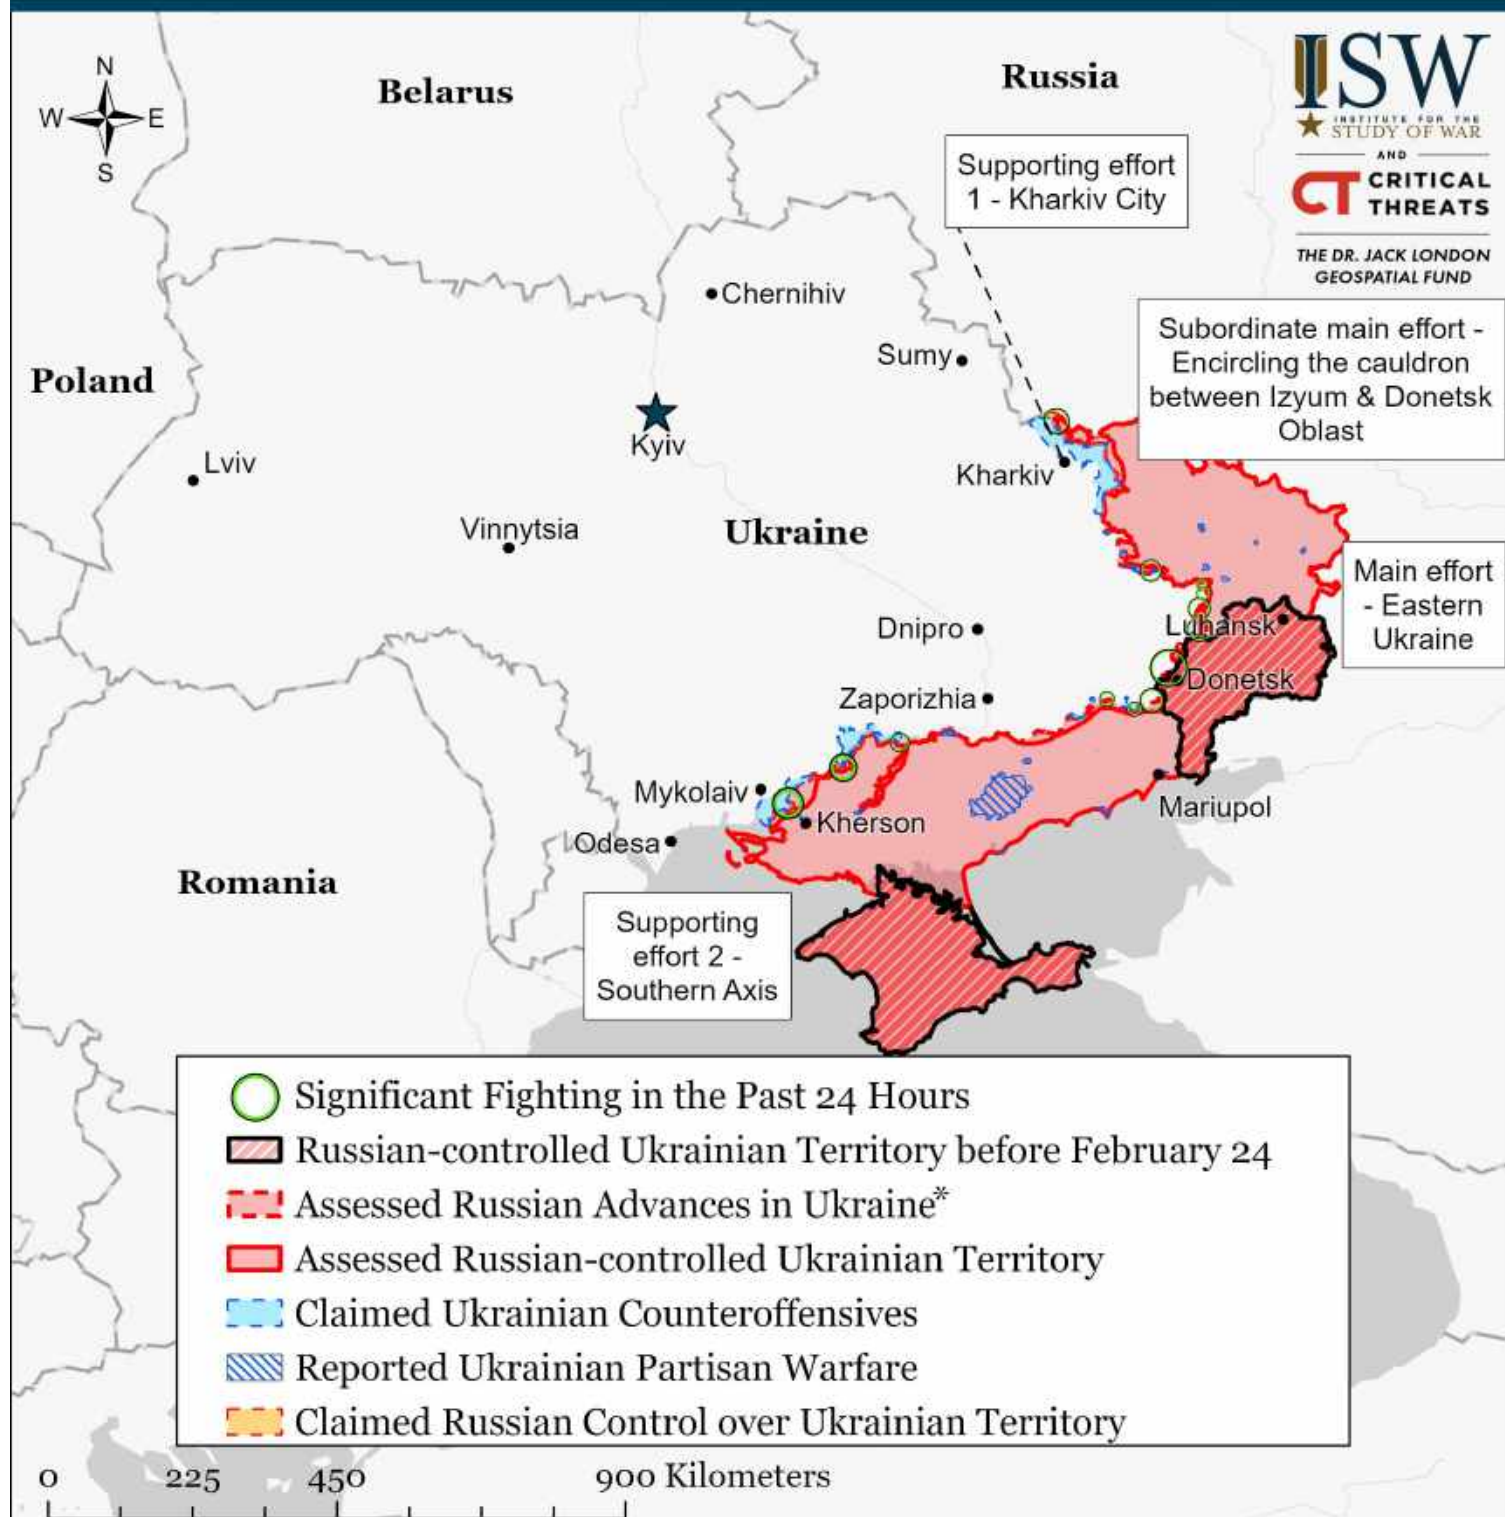 N
W E
S
Belarus
Russia
ISW
INSTITUTE FOR THE
STUDY OF WAR
AND
CT CRITICAL
THREATS
THE DR. JACK LONDON
GEOSPATIAL FUND
Supporting effort
1 - Kharkiv City
Chernihiv
Subordinate main effort -
Encircling the cauldron
between Izyum & Donetsk
Oblast
Sumy
Poland
Kyiv
Lviv
Kharkiv
Vinnytsia
Ukraine
Main effort
- Eastern
Ukraine
Dnipro
Luhansk
Donetsk
Zaporizhia
Mykolaiv
Mariupol
Kherson
Odesa
Romania
Supporting
effort 2 -
Southern Axis
Significant Fighting in the Past 24 Hours
Russian-controlled Ukrainian Territory before February 24
Assessed Russian Advances in Ukraine*
Assessed Russian-controlled Ukrainian Territory
Claimed Ukrainian Counteroffensives
Reported Ukrainian Partisan Warfare
Claimed Russian Control over Ukrainian Territory
0 225 450 900 Kilometers